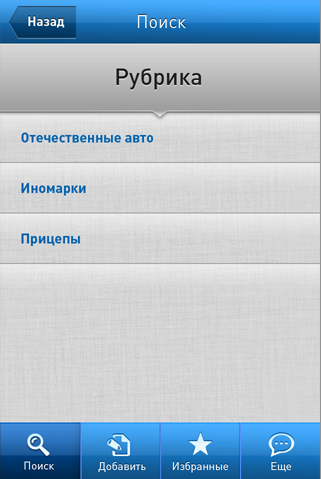 Назад
Поиск
Рубрика
Отечественные авто
Иномарки
Прицепы
Поиск
Добавить
Избранные
Еще